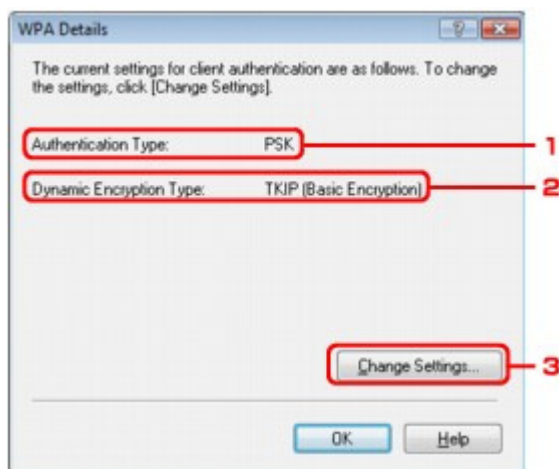 WPA Details
The current settings for client authentication are as follows. To change
the settings, click [Change Settings].
Authentication Type: PSK 1
Dynamic Encryption Type: TKIP (Basic Encryption) 2
Change Settings... 3
OK Help